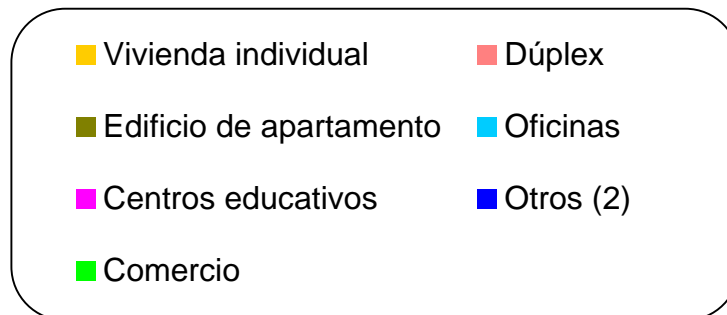 Vivienda individual
Dúplex
Edificio de apartamento
Oficinas
Centros educativos
Otros (2)
Comercio